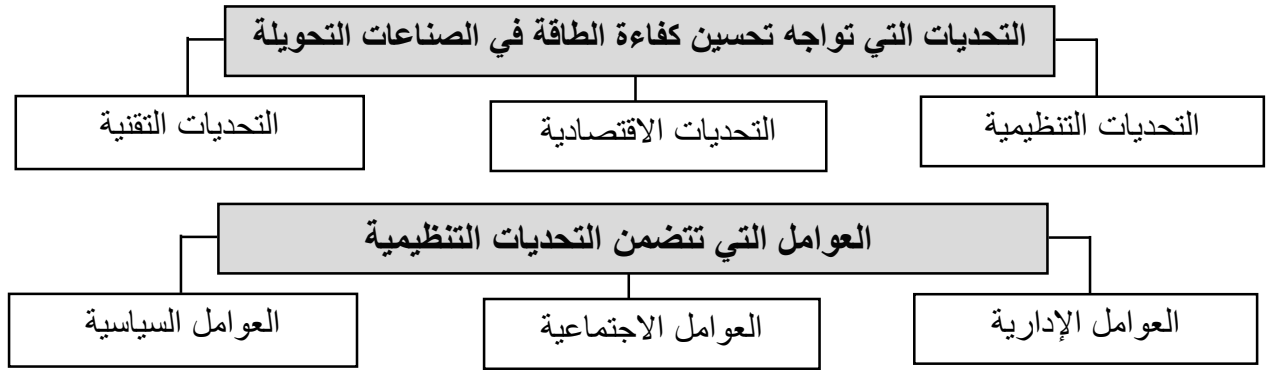 التحديات التي تواجه تحسين كفاءة الطاقة في الصناعات التحويلة
التحديات التنظيمية
التحديات الاقتصادية
التحديات التقنية
العوامل التي تتضمن التحديات التنظيمية
العوامل الإدارية
العوامل الاجتماعية
العوامل السياسية